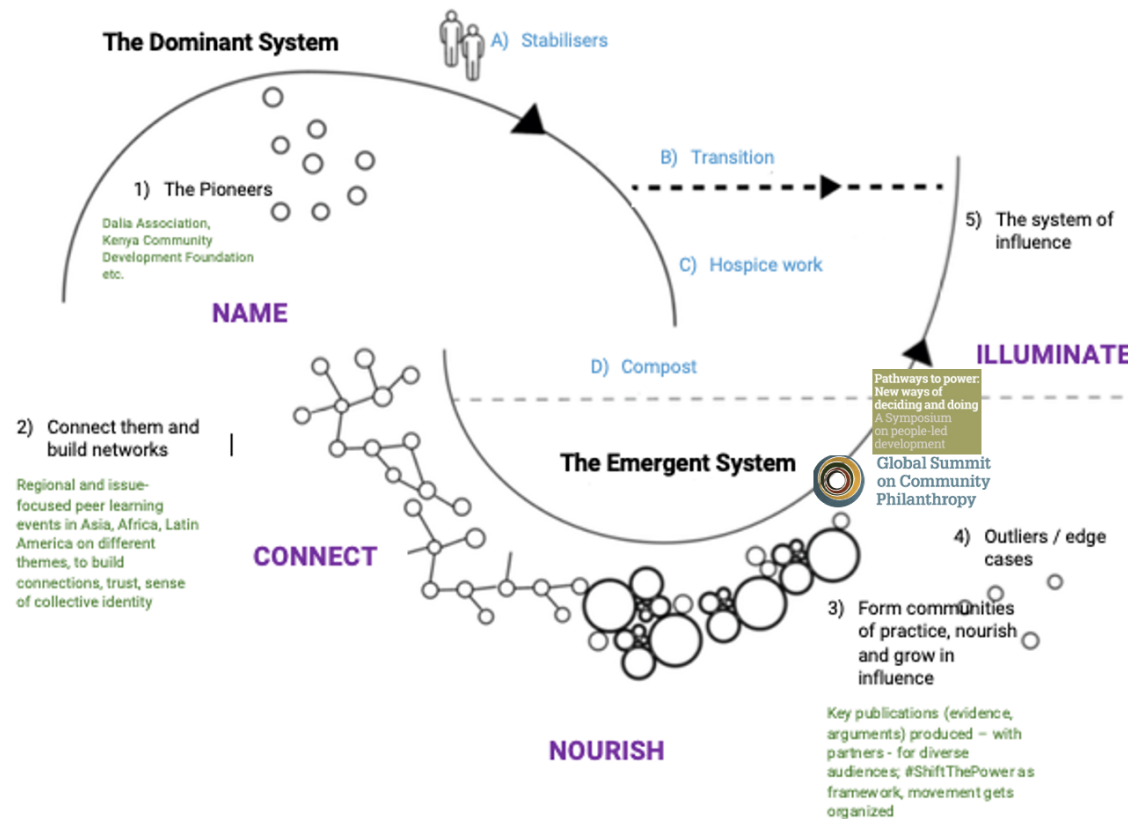 The Dominant System
A) Stabilisers
B) Transition
1) The Pioneers
Dalia Association,
Kenya Community
Development Foundation
etc.
5) The system of
influence
C) Hospice work
NAME
ILLUMINATE
D) Compost
Pathways to power:
New ways of
deciding and doing
A Symposium
on people-led
development
2) Connect them and
build networks
The Emergent System
Global Summit
on Community
Philanthropy
Regional and issue-
focused peer learning
events in Asia, Africa, Latin
America on different
themes, to build
connections, trust, sense
of collective identity
CONNECT
4) Outliers / edge
cases
3) Form communities
of practice, nourish
and grow in
influence
NOURISH
Key publications (evidence,
arguments) produced – with
partners - for diverse
audiences; #ShiftThePower as
framework, movement gets
organized